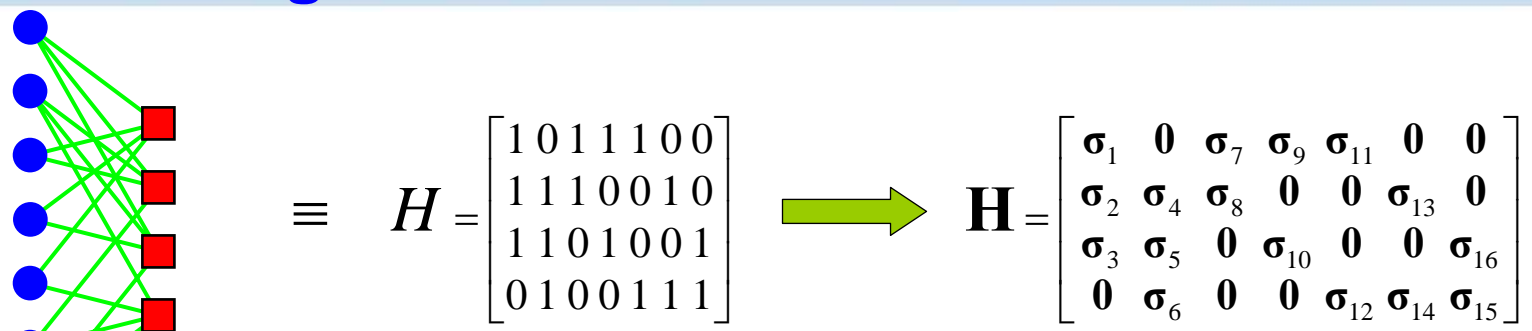 ≡ H = [1 0 1 1 1 0 0 → H = [σ₁ 0 σ₇ σ₉ σ₁₁ 0 0
1 1 1 0 0 1 0 σ₂ σ₄ σ₈ 0 0 σ₁₃ 0
1 1 0 1 0 0 1 σ₃ σ₅ 0 σ₁₀ 0 0 σ₁₆
0 1 0 0 1 1 1] 0 σ₆ 0 0 σ₁₂ σ₁₄ σ₁₅]